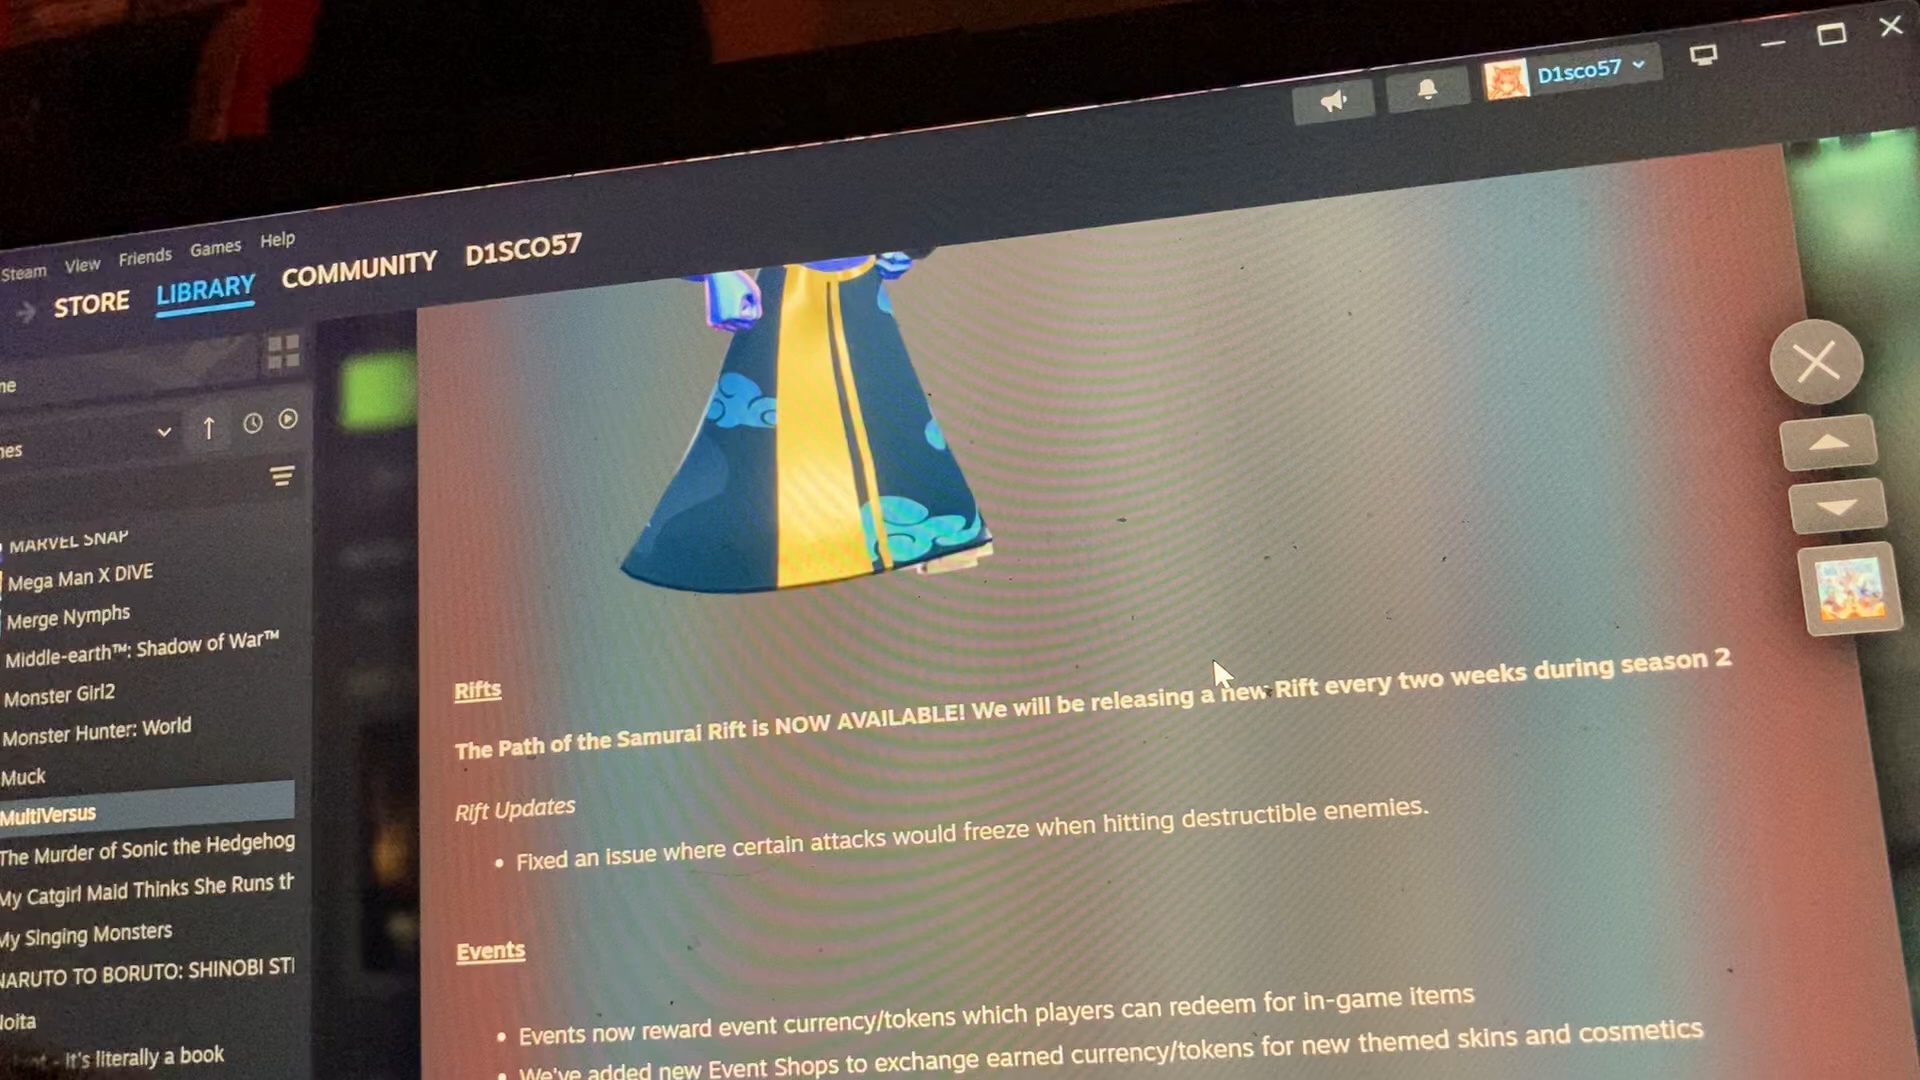 D1sco57
Steam View Friends Games Help
STORE LIBRARY COMMUNITY D1SCO57
MARVEL SNAP
Mega Man X DIVE
Merge Nymphs
Middle-earth™: Shadow of War™
Monster Girl2
Monster Hunter: World
Muck
MultiVersus
The Murder of Sonic the Hedgehog
My Catgirl Maid Thinks She Runs th
My Singing Monsters
NARUTO TO BORUTO: SHINOBI STI
Noita
- It's literally a book
Rifts
The Path of the Samurai Rift is NOW AVAILABLE! We will be releasing a new Rift every two weeks during season 2
Rift Updates
• Fixed an issue where certain attacks would freeze when hitting destructible enemies.
Events
• Events now reward event currency/tokens which players can redeem for in-game items
• We've added new Event Shops to exchange earned currency/tokens for new themed skins and cosmetics